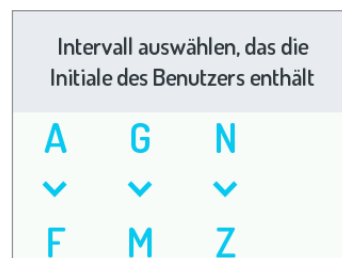 Intervall auswählen, das die
Initiale des Benutzers enthält
A G N
F M Z